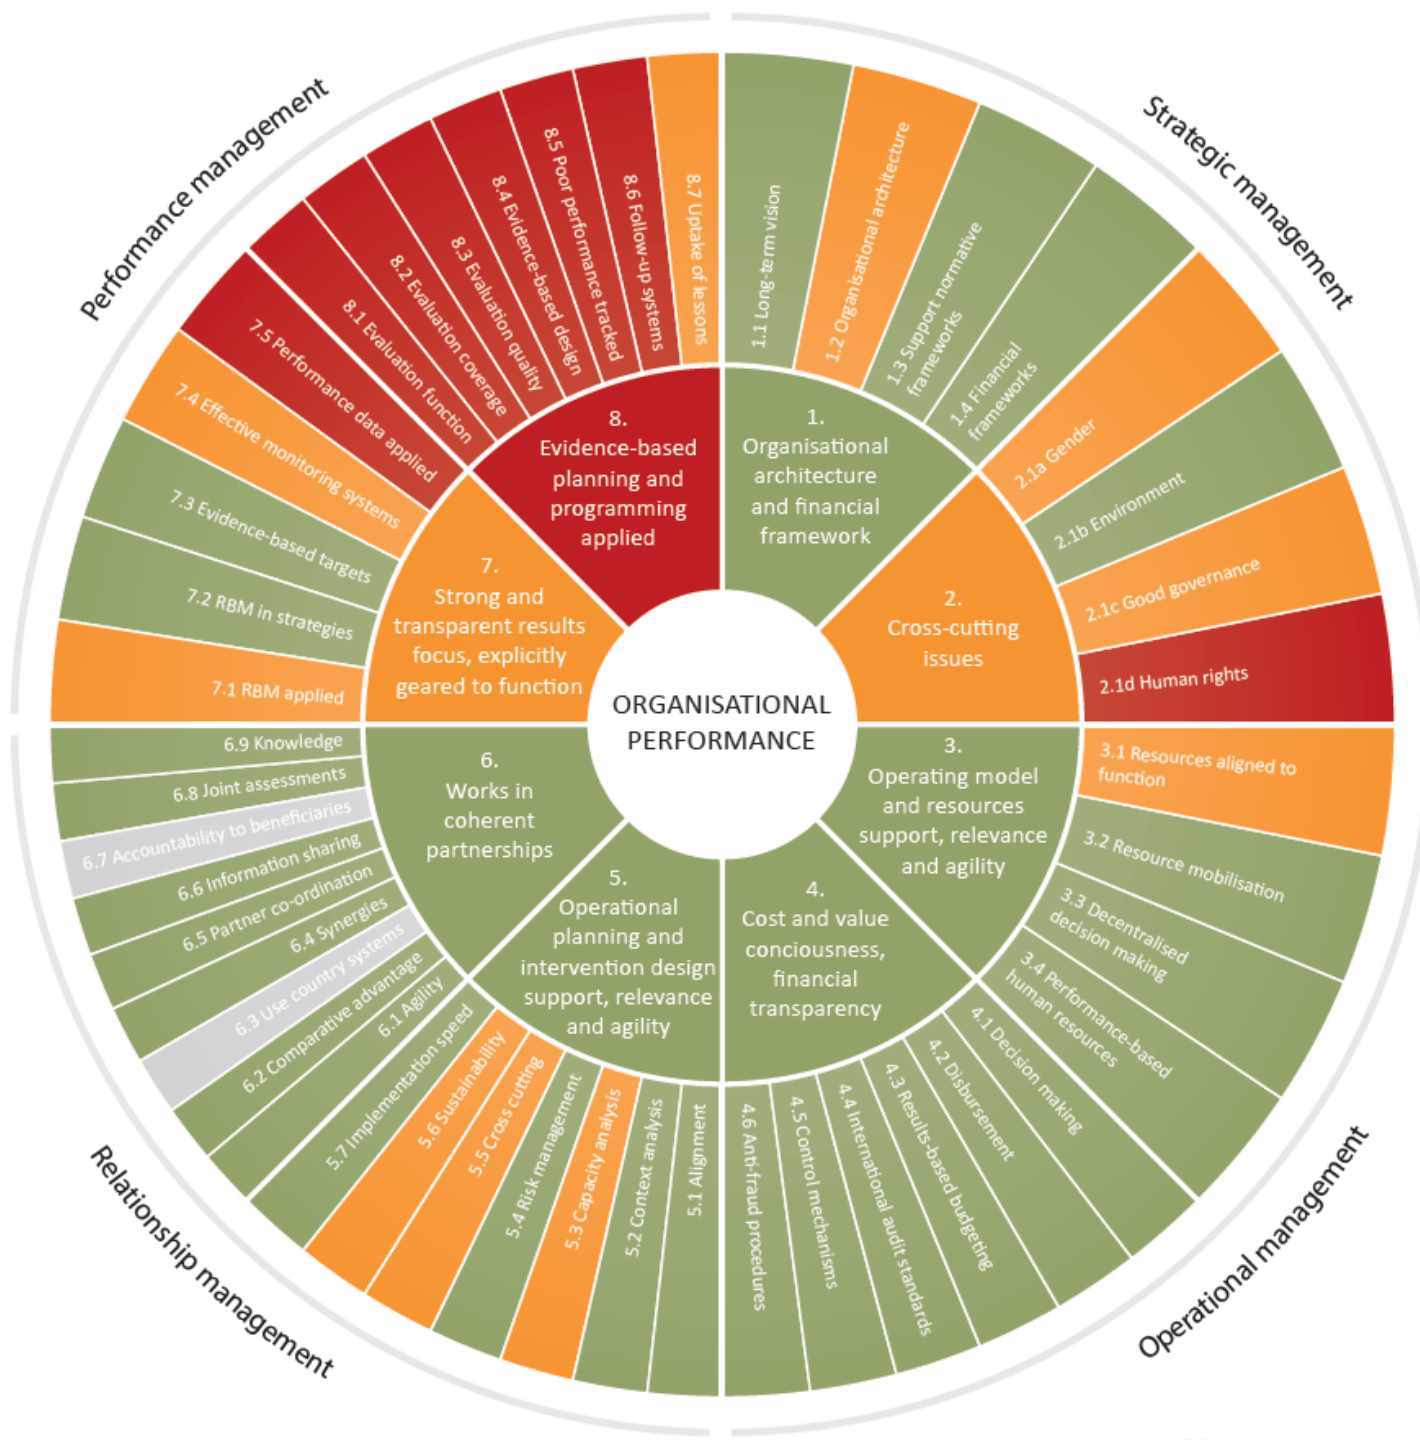 Performance management
Strategic management
Operational management
Relationship management
ORGANISATIONAL
PERFORMANCE
1.
Organisational
architecture
and financial
framework
1.1 Long-term vision
1.2 Organisational architecture
1.3 Support normative
frameworks
1.4 Financial
frameworks
2.
Cross-cutting
issues
2.1a Gender
2.1b Environment
2.1c Good governance
2.1d Human rights
3.
Operating model
and resources
support, relevance
and agility
3.1 Resources aligned to
function
3.2 Resource mobilisation
3.3 Decentralised
decision making
3.4 Performance-based
human resources
4.
Cost and value
conciousness,
financial
transparency
4.1 Decision making
4.2 Disbursement
4.3 Results-based budgeting
4.4 International audit standards
4.5 Control mechanisms
4.6 Anti-fraud procedures
5.
Operational
planning and
intervention design
support, relevance
and agility
5.1 Alignment
5.2 Context analysis
5.3 Capacity analysis
5.4 Risk management
5.5 Cross cutting
5.6 Sustainability
5.7 Implementation speed
6.
Works in
coherent
partnerships
6.1 Agility
6.2 Comparative advantage
6.3 Use country systems
6.4 Synergies
6.5 Partner co-ordination
6.6 Information sharing
6.7 Accountability to beneficiaries
6.8 Joint assessments
6.9 Knowledge
7.
Strong and
transparent results
focus, explicitly
geared to function
7.1 RBM applied
7.2 RBM in strategies
7.3 Evidence-based targets
7.4 Effective monitoring systems
7.5 Performance data applied
8.
Evidence-based
planning and
programming
applied
8.1 Evaluation function
8.2 Evaluation coverage
8.3 Evaluation quality
8.4 Evidence-based design
8.5 Poor performance tracked
8.6 Follow-up systems
8.7 Uptake of lessons